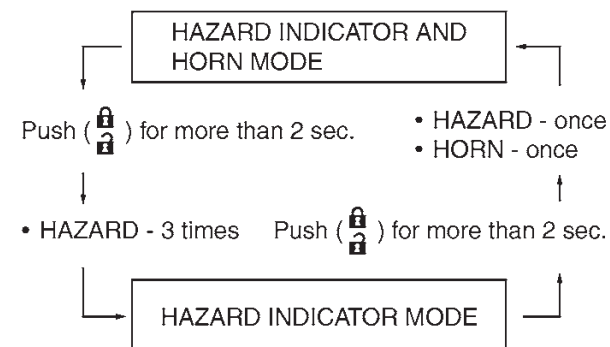 HAZARD INDICATOR AND
HORN MODE
Push ( ) for more than 2 sec.
• HAZARD - 3 times
HAZARD INDICATOR MODE
Push ( ) for more than 2 sec.
• HAZARD - once
• HORN - once